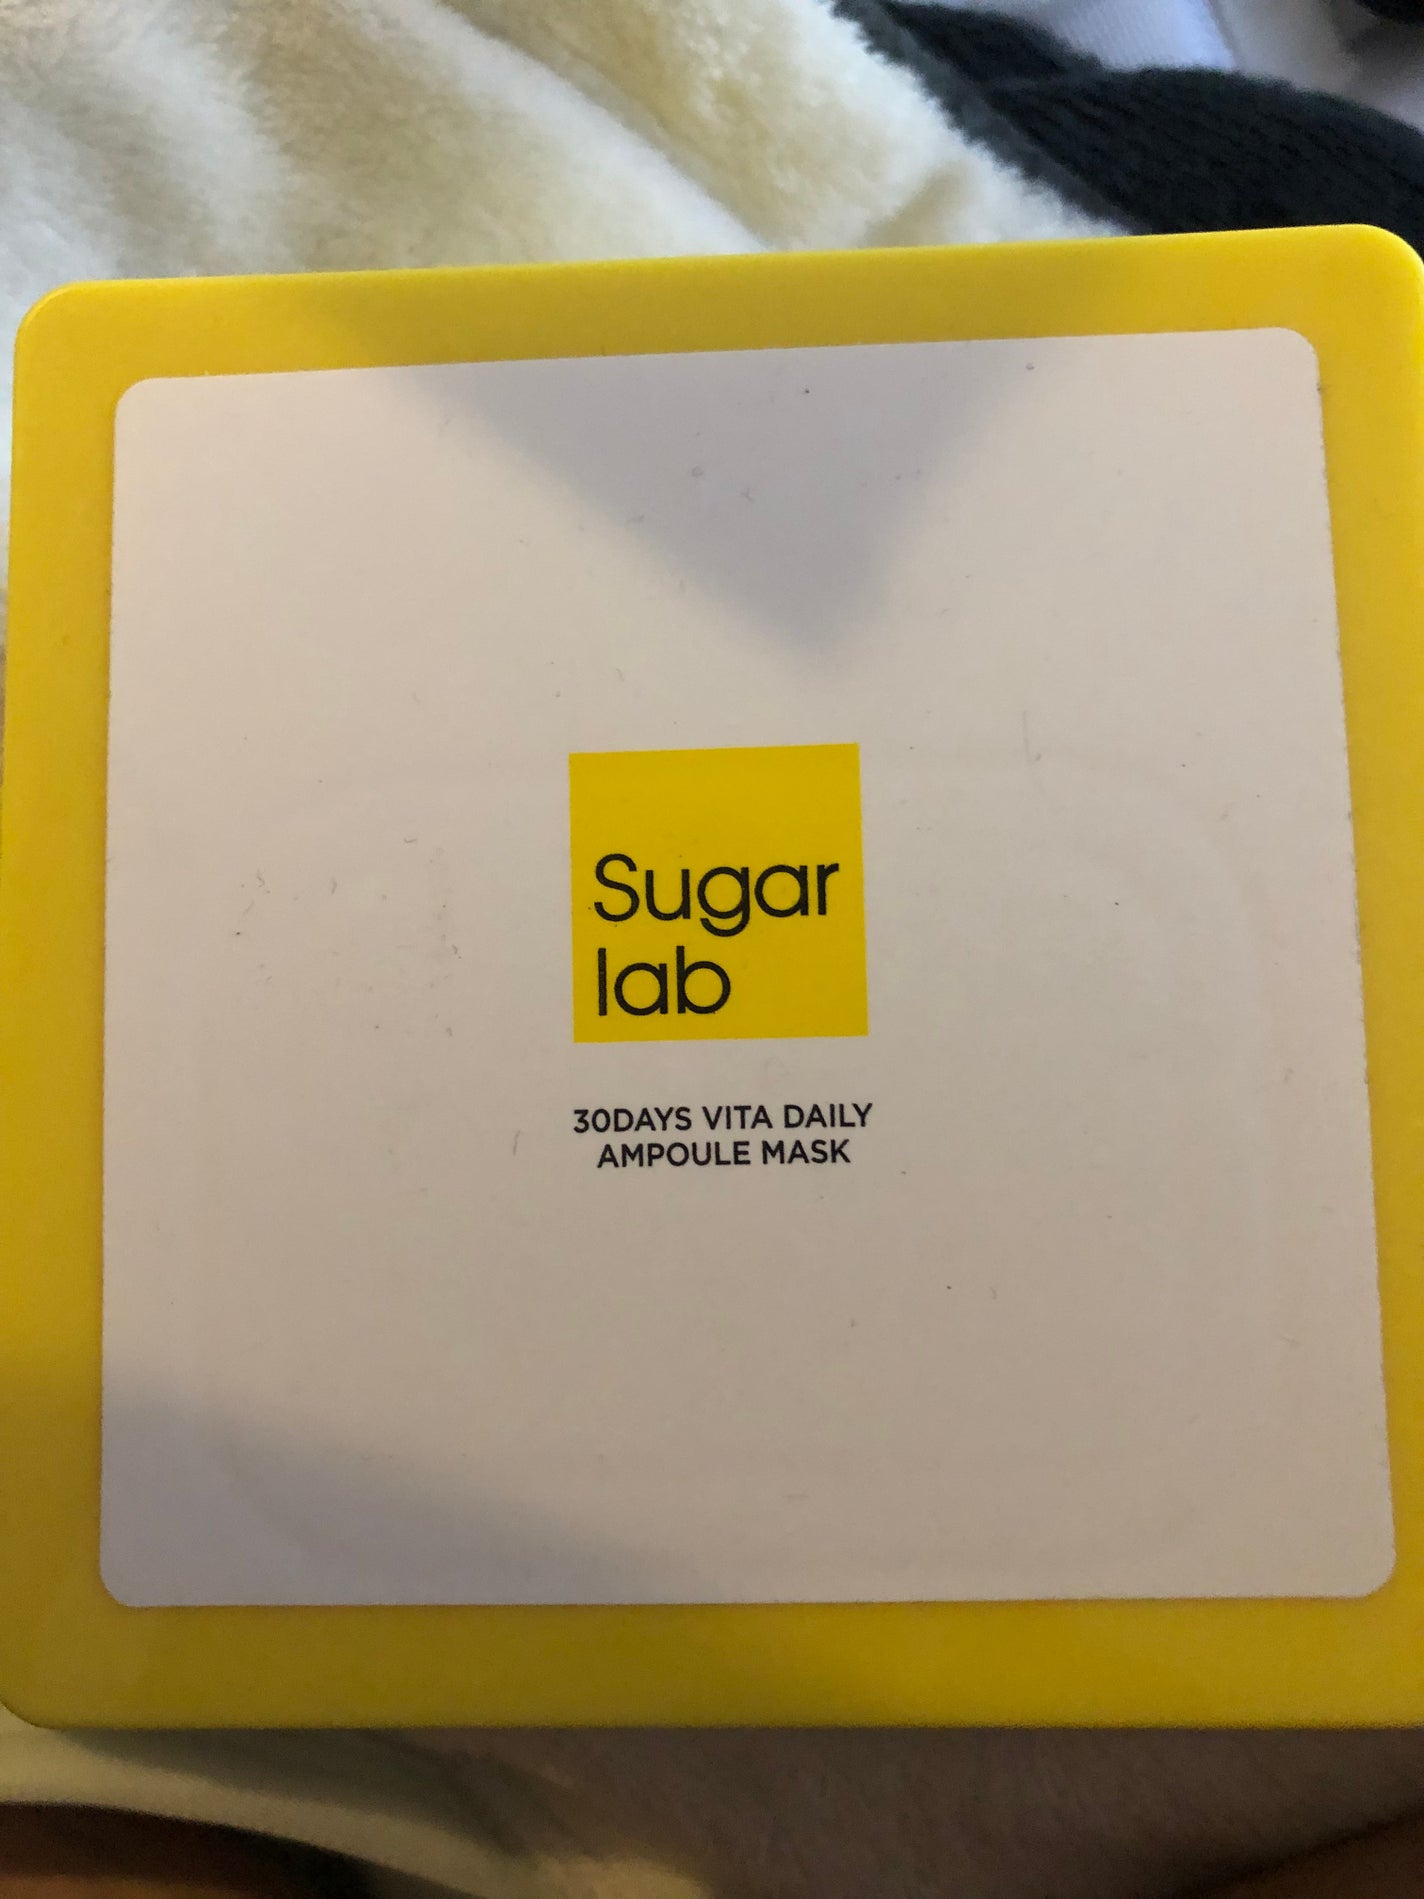 Sugar
lab
30DAYS VITA DAILY
AMPOULE MASK